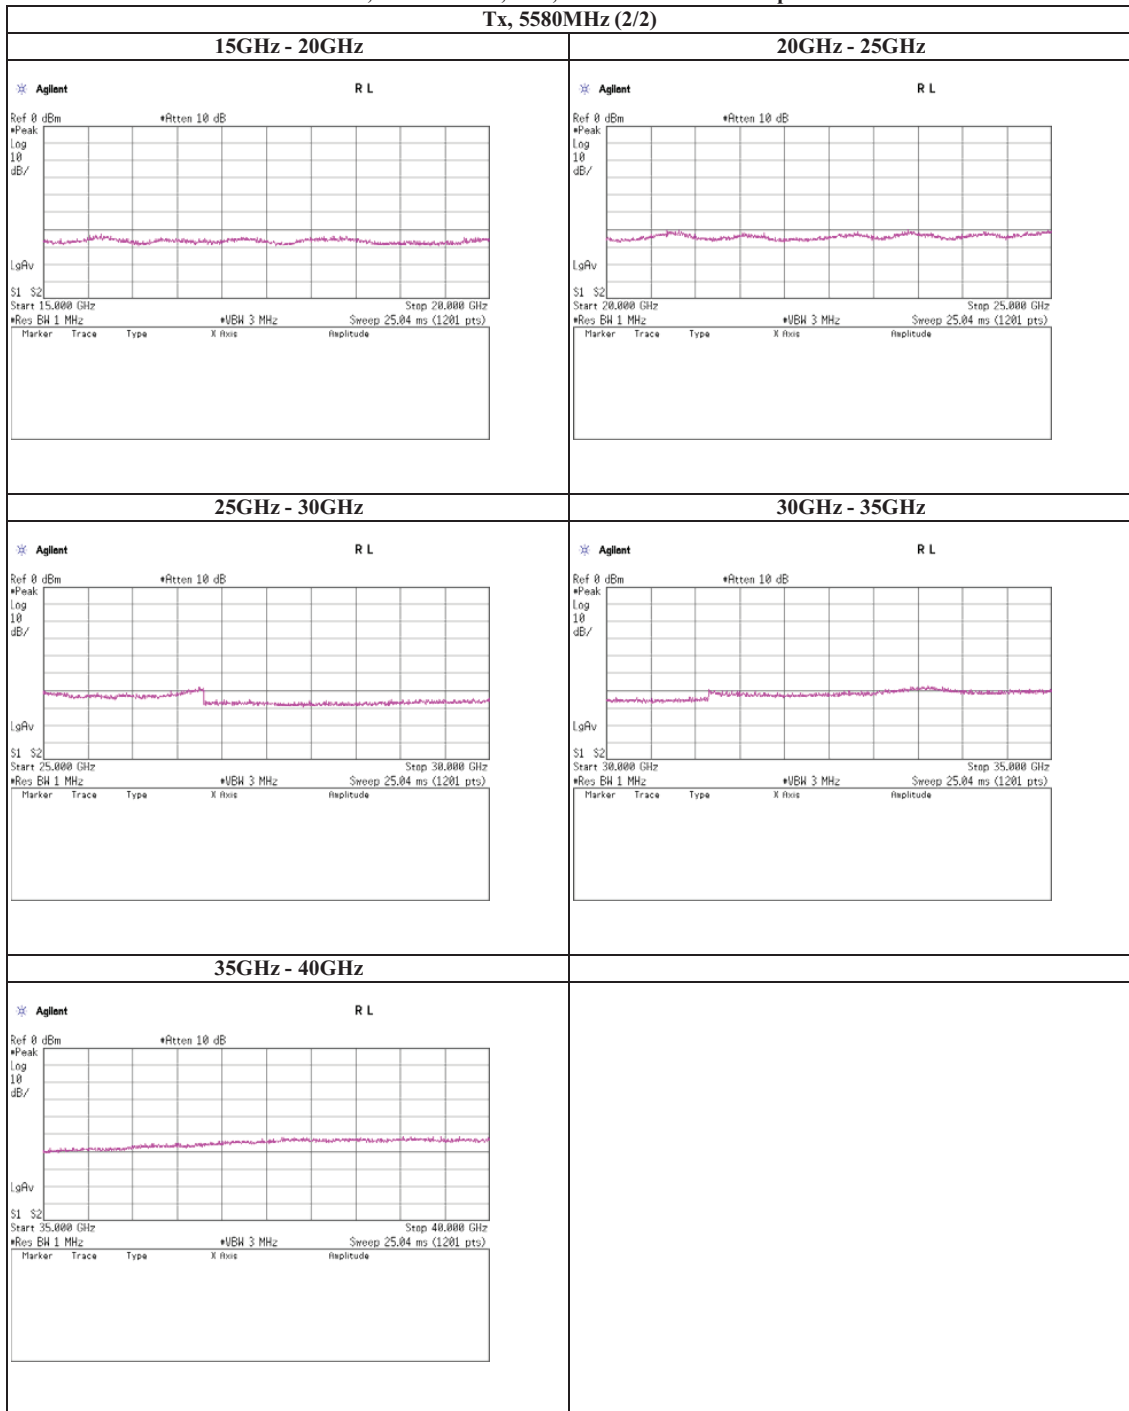 Tx, 5580MHz (2/2)
15GHz - 20GHz
20GHz - 25GHz
Agilent R L
Ref 0 dBm #Atten 10 dB
#Peak
Log
10
dB/
LgAv
S1 S2
Start 15.000 GHz Stop 20.000 GHz
#Res BW 1 MHz #VBW 3 MHz Sweep 25.04 ms (1201 pts)
Marker Trace Type X Axis Amplitude
Agilent R L
Ref 0 dBm #Atten 10 dB
#Peak
Log
10
dB/
LgAv
S1 S2
Start 20.000 GHz Stop 25.000 GHz
#Res BW 1 MHz #VBW 3 MHz Sweep 25.04 ms (1201 pts)
Marker Trace Type X Axis Amplitude
25GHz - 30GHz
30GHz - 35GHz
Agilent R L
Ref 0 dBm #Atten 10 dB
#Peak
Log
10
dB/
LgAv
S1 S2
Start 25.000 GHz Stop 30.000 GHz
#Res BW 1 MHz #VBW 3 MHz Sweep 25.04 ms (1201 pts)
Marker Trace Type X Axis Amplitude
Agilent R L
Ref 0 dBm #Atten 10 dB
#Peak
Log
10
dB/
LgAv
S1 S2
Start 30.000 GHz Stop 35.000 GHz
#Res BW 1 MHz #VBW 3 MHz Sweep 25.04 ms (1201 pts)
Marker Trace Type X Axis Amplitude
35GHz - 40GHz
Agilent R L
Ref 0 dBm #Atten 10 dB
#Peak
Log
10
dB/
LgAv
S1 S2
Start 35.000 GHz Stop 40.000 GHz
#Res BW 1 MHz #VBW 3 MHz Sweep 25.04 ms (1201 pts)
Marker Trace Type X Axis Amplitude